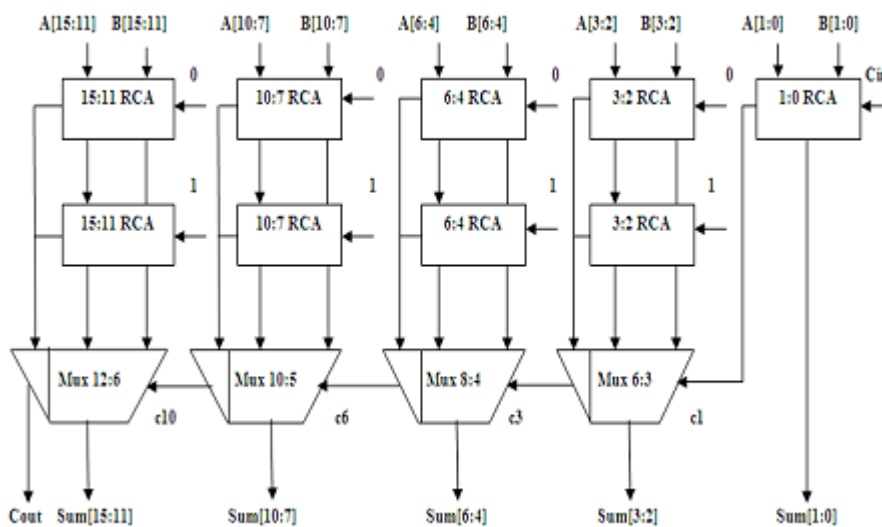 A[15:11] B[15:11] A[10:7] B[10:7] A[6:4] B[6:4] A[3:2] B[3:2] A[1:0] B[1:0]
0 0 0 0
15:11 RCA 10:7 RCA 6:4 RCA 3:2 RCA 1:0 RCA Cin
1 1 1 1
15:11 RCA 10:7 RCA 6:4 RCA 3:2 RCA
Mux 12:6 Mux 10:5 Mux 8:4 Mux 6:3
c10 c6 c3 c1
Cout Sum[15:11] Sum[10:7] Sum[6:4] Sum[3:2] Sum[1:0]